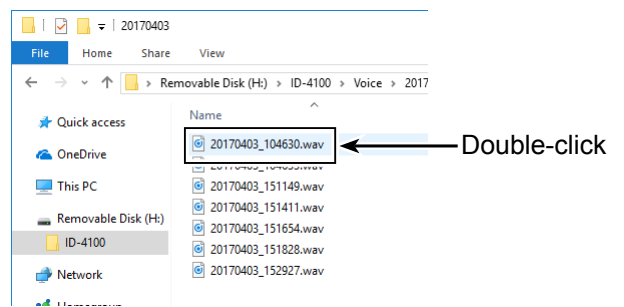 20170403
File Home Share View
Removable Disk (H:) > ID-4100 > Voice > 2017
Name
Quick access
OneDrive
This PC
Removable Disk (H:)
ID-4100
Network
20170403_104630.wav
20170403_151149.wav
20170403_151411.wav
20170403_151654.wav
20170403_151828.wav
20170403_152927.wav
Double-click